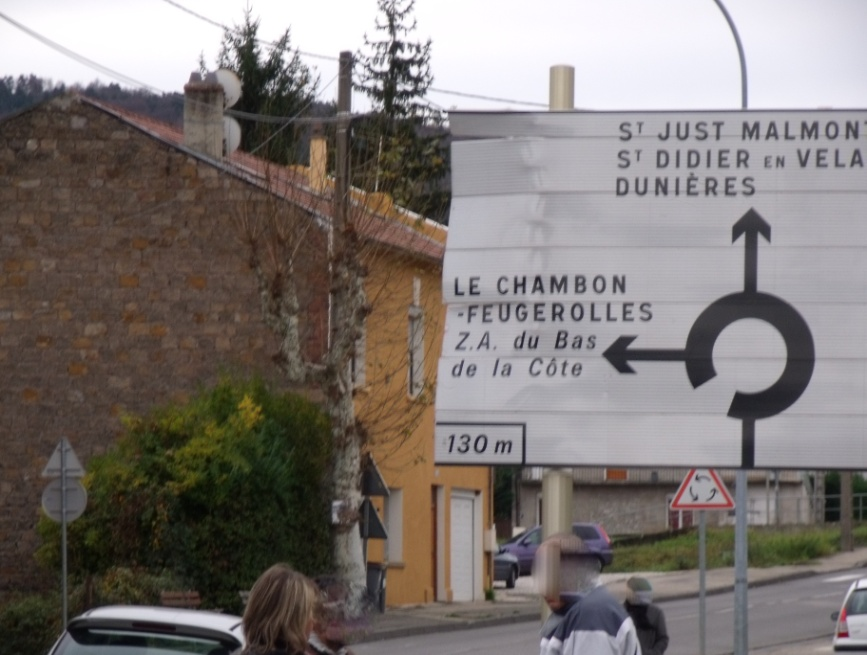 ST JUST MALMONT
ST DIDIER EN VELA
DUNIÈRES
LE CHAMBON
-FEUGEROLLES
Z.A. du Bas
de la Côte
130 m